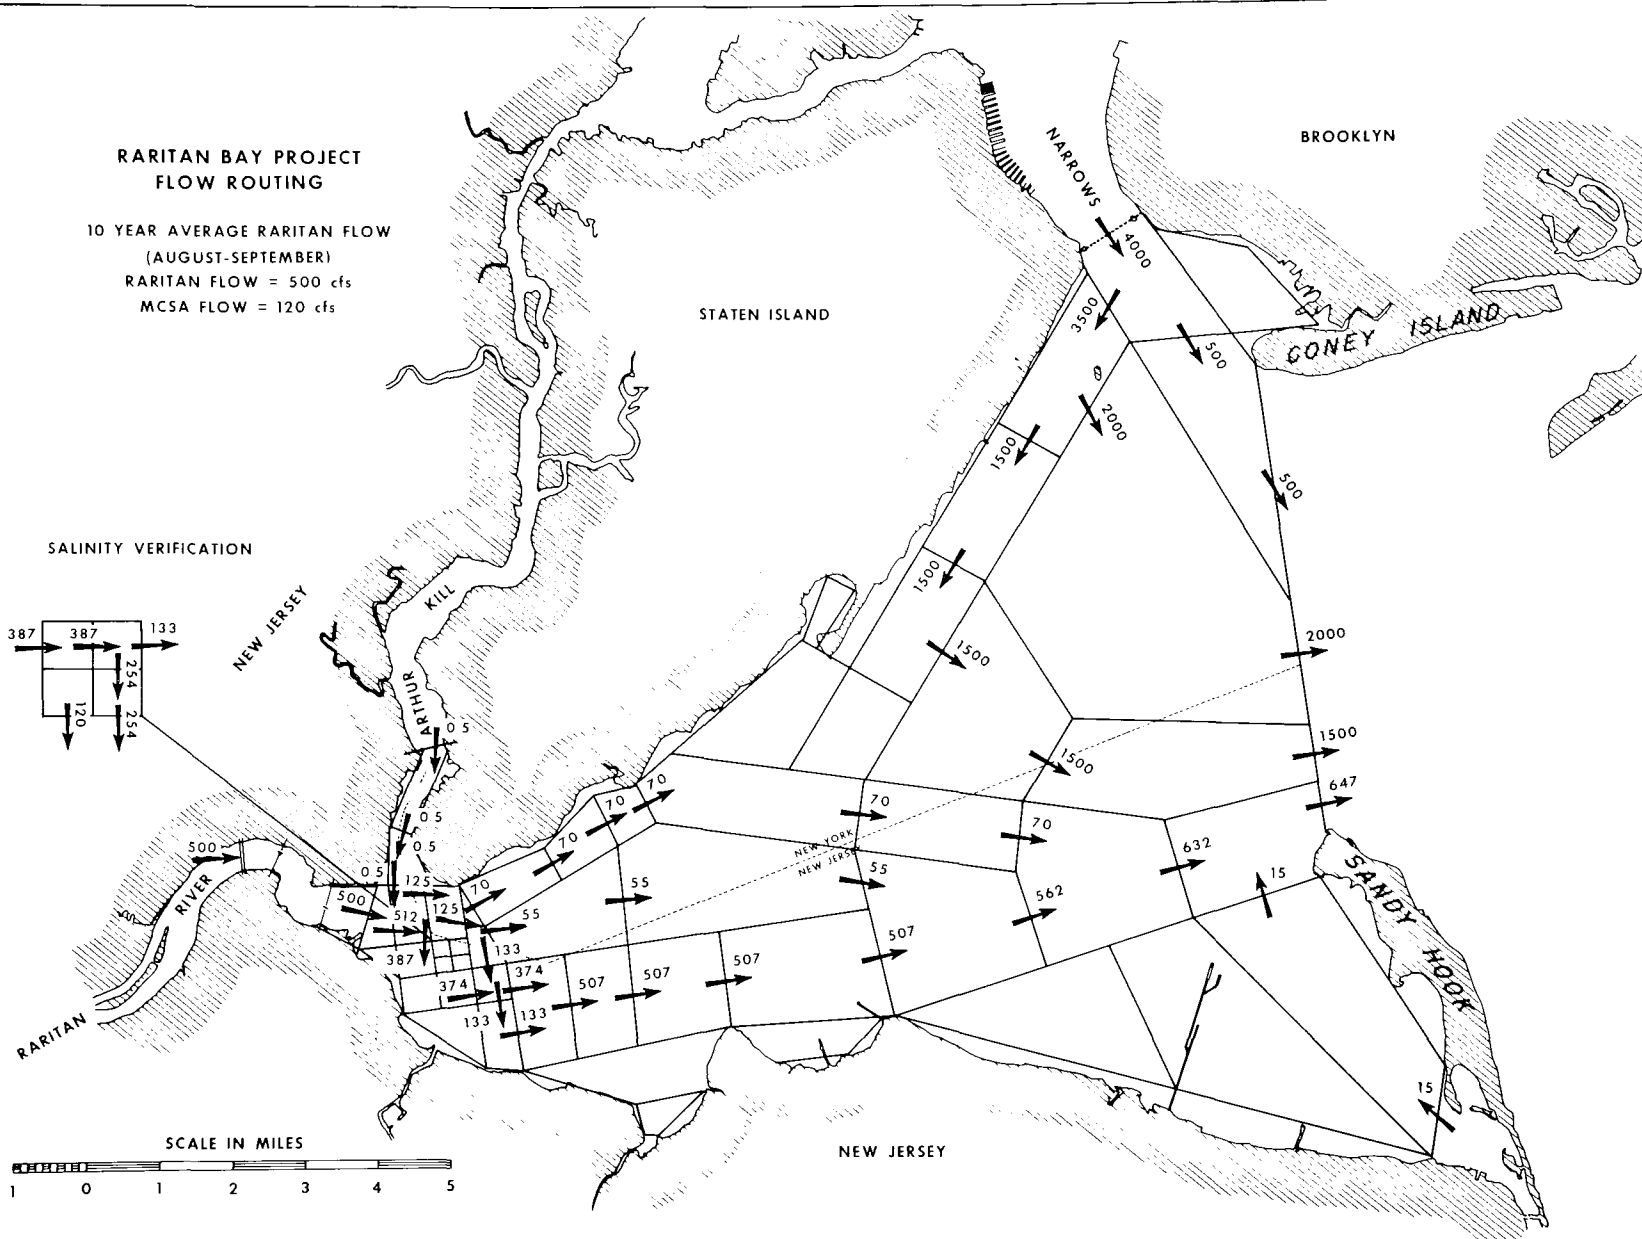 RARITAN BAY PROJECT
FLOW ROUTING
10 YEAR AVERAGE RARITAN FLOW
(AUGUST-SEPTEMBER)
RARITAN FLOW = 500 cfs
MCSA FLOW = 120 cfs
BROOKLYN
NARROWS
4000
STATEN ISLAND
CONEY ISLAND
3500
500
2000
1500
500
1500
SALINITY VERIFICATION
NEW JERSEY
ARTHUR KILL
387
387
133
254
120
254
2000
1500
1500
1500
647
0.5
0.5
0.5
0.5
70
70
70
70
70
70
NEW YORK
NEW JERSEY
632
15
SANDY HOOK
500
RARITAN RIVER
500
125
512
125
387
55
55
55
562
133
374
374
507
507
507
507
133
133
15
SCALE IN MILES
1 0 1 2 3 4 5
NEW JERSEY